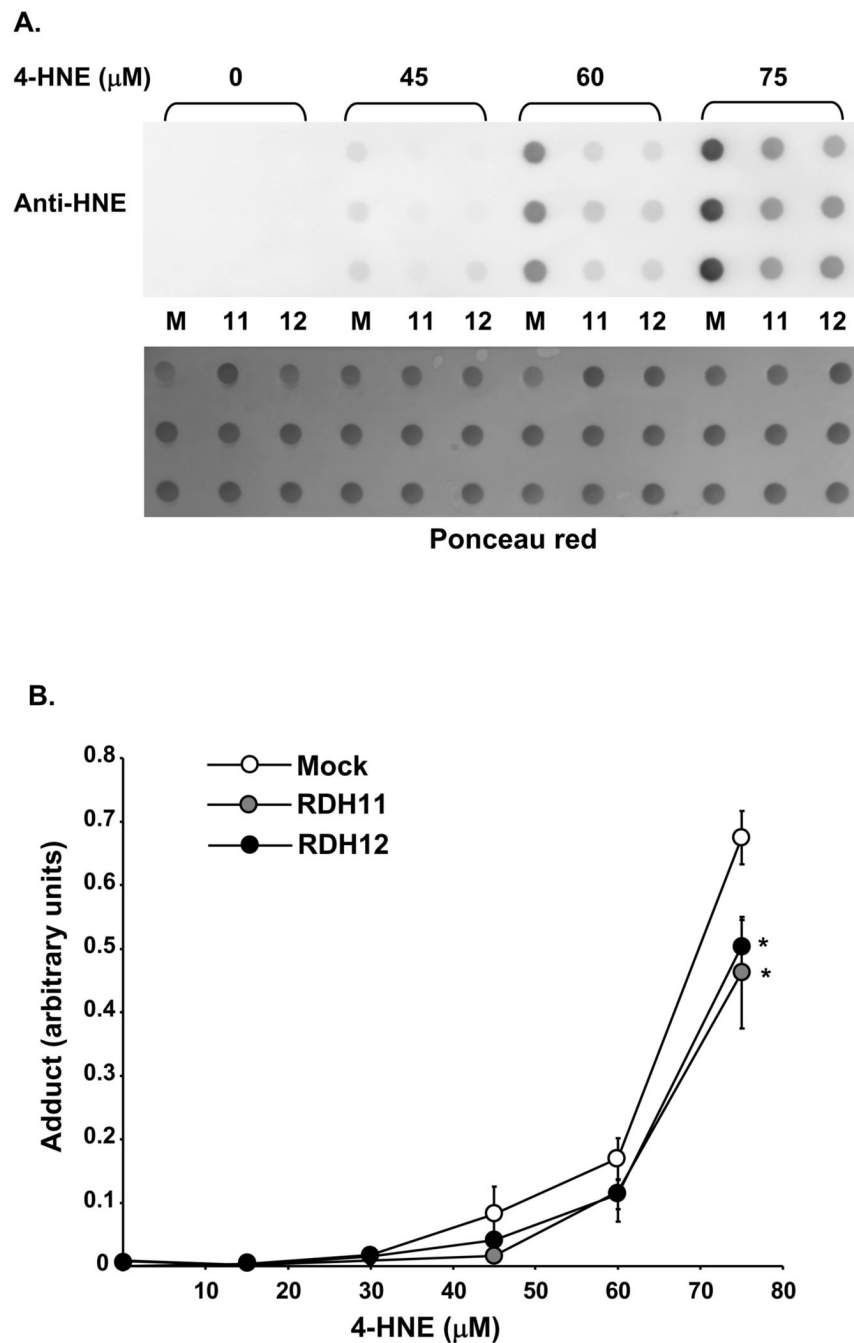 A.
4-HNE (μM) 0 45 60 75
Anti-HNE
M 11 12 M 11 12 M 11 12 M 11 12
Ponceau red
B.
0.8
0.7
0.6
0.5
0.4
0.3
0.2
0.1
0
Adduct (arbitrary units)
Mock
RDH11
RDH12
*
*
10 20 30 40 50 60 70 80
4-HNE (μM)